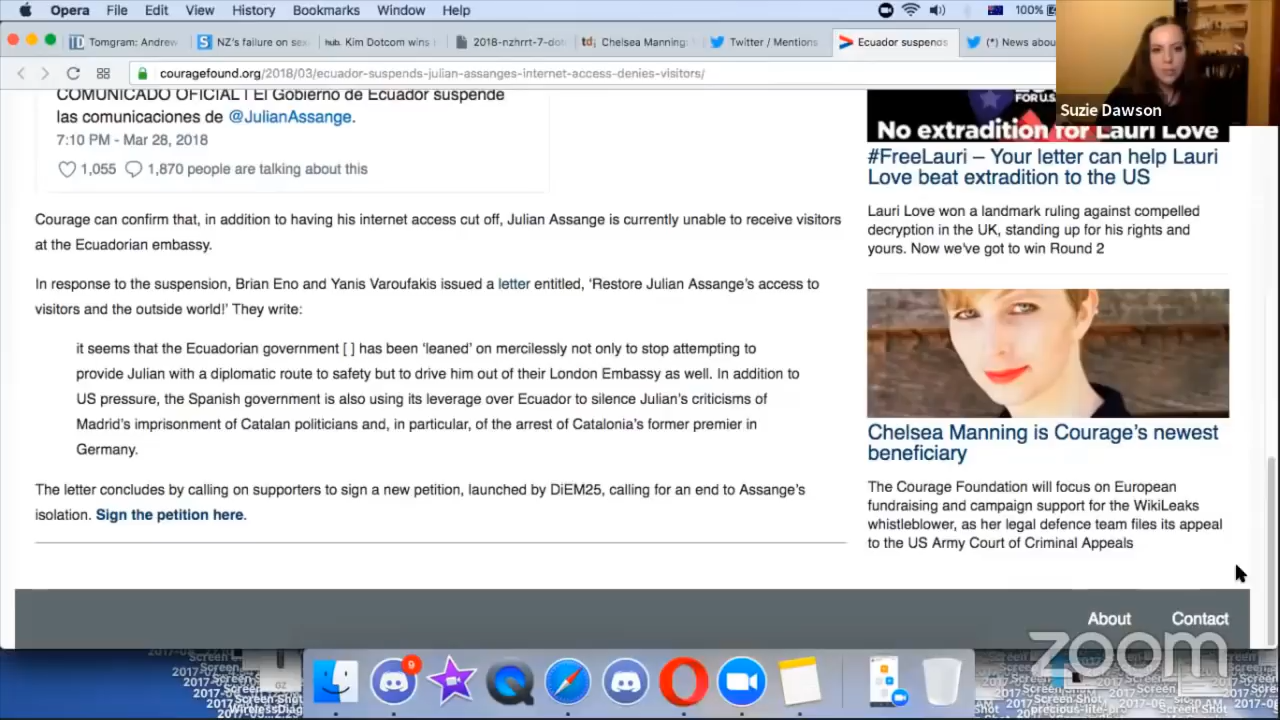 Opera File Edit View History Bookmarks Window Help 100%
Tomgram: Andrew NZ's failure on se hub. Kim Dotcom wins 2018-nzhrrt-7-dot td; Chelsea Manning: Twitter / Mentions Ecuador suspends (*) News abou
couragefound.org/2018/03/ecuador-suspends-julian-assanges-internet-access-denies-visitors/
Suzie Dawson
COMUNICADO OFICIAL | El Gobierno de Ecuador suspende
las comunicaciones de @JulianAssange.
7:10 PM - Mar 28, 2018
1,055 1,870 people are talking about this
Courage can confirm that, in addition to having his internet access cut off, Julian Assange is currently unable to receive visitors
at the Ecuadorian embassy.
In response to the suspension, Brian Eno and Yanis Varoufakis issued a letter entitled, ‘Restore Julian Assange’s access to
visitors and the outside world!’ They write:
it seems that the Ecuadorian government [ ] has been ‘leaned’ on mercilessly not only to stop attempting to
provide Julian with a diplomatic route to safety but to drive him out of their London Embassy as well. In addition to
US pressure, the Spanish government is also using its leverage over Ecuador to silence Julian’s criticisms of
Madrid’s imprisonment of Catalan politicians and, in particular, of the arrest of Catalonia’s former premier in
Germany.
The letter concludes by calling on supporters to sign a new petition, launched by DiEM25, calling for an end to Assange’s
isolation. Sign the petition here.
FOR U.S.
No extradition for Lauri Love
#FreeLauri – Your letter can help Lauri
Love beat extradition to the US
Lauri Love won a landmark ruling against compelled
decryption in the UK, standing up for his rights and
yours. Now we've got to win Round 2
Chelsea Manning is Courage’s newest
beneficiary
The Courage Foundation will focus on European
fundraising and campaign support for the WikiLeaks
whistleblower, as her legal defence team files its appeal
to the US Army Court of Criminal Appeals
About Contact
zoom
9